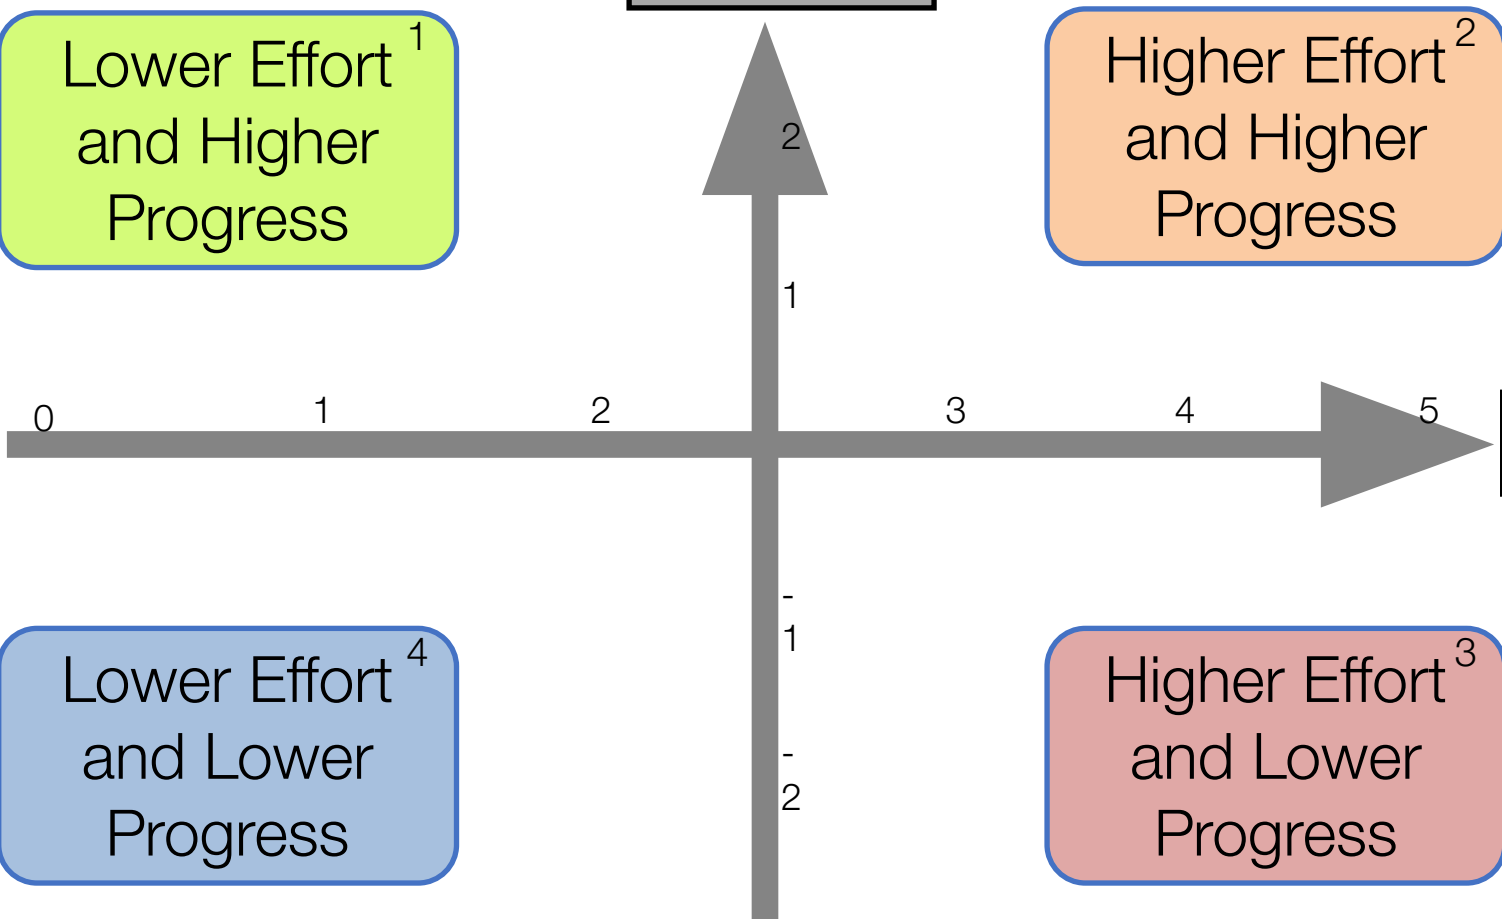 Lower Effort 1
and Higher
Progress
Higher Effort 2
and Higher
Progress
2
1
0 1 2 3 4 5
-
1
-
2
Lower Effort 4
and Lower
Progress
Higher Effort 3
and Lower
Progress